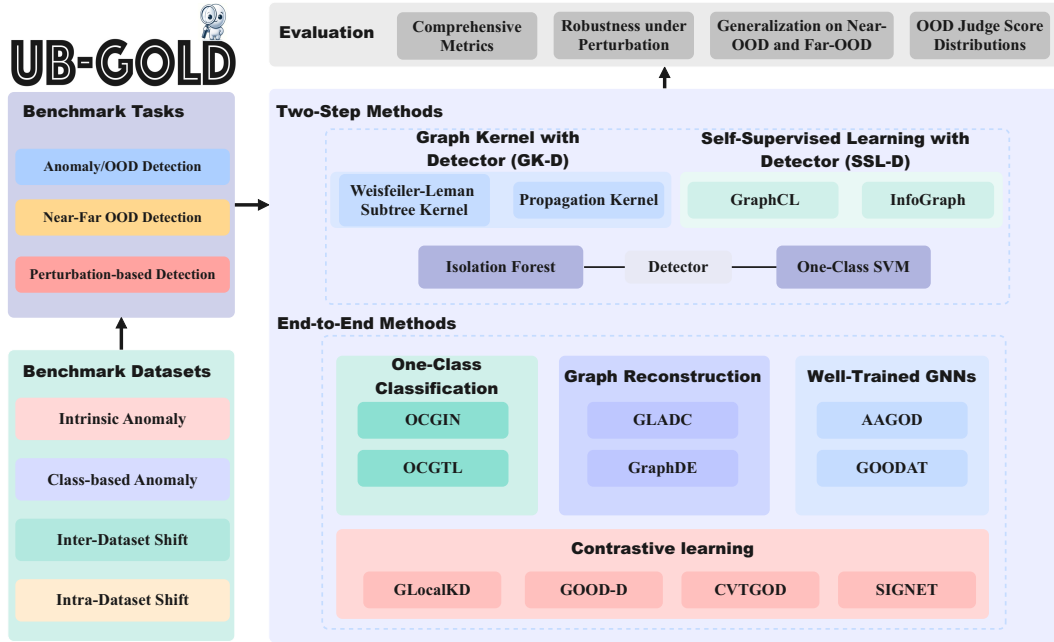 UB-GOLD
Benchmark Tasks
Anomaly/OOD Detection
Near-Far OOD Detection
Perturbation-based Detection
Benchmark Datasets
Intrinsic Anomaly
Class-based Anomaly
Inter-Dataset Shift
Intra-Dataset Shift
Evaluation
Comprehensive
Metrics
Robustness under
Perturbation
Generalization on Near-
OOD and Far-OOD
OOD Judge Score
Distributions
Two-Step Methods
Graph Kernel with
Detector (GK-D)
Weisfeiler-Leman
Subtree Kernel
Propagation Kernel
Self-Supervised Learning with
Detector (SSL-D)
GraphCL
InfoGraph
Isolation Forest
Detector
One-Class SVM
End-to-End Methods
One-Class
Classification
OCGIN
OCGTL
Graph Reconstruction
GLADC
GraphDE
Well-Trained GNNs
AAGOD
GOODAT
Contrastive learning
GLocalKD
GOOD-D
CVTGOD
SIGNET